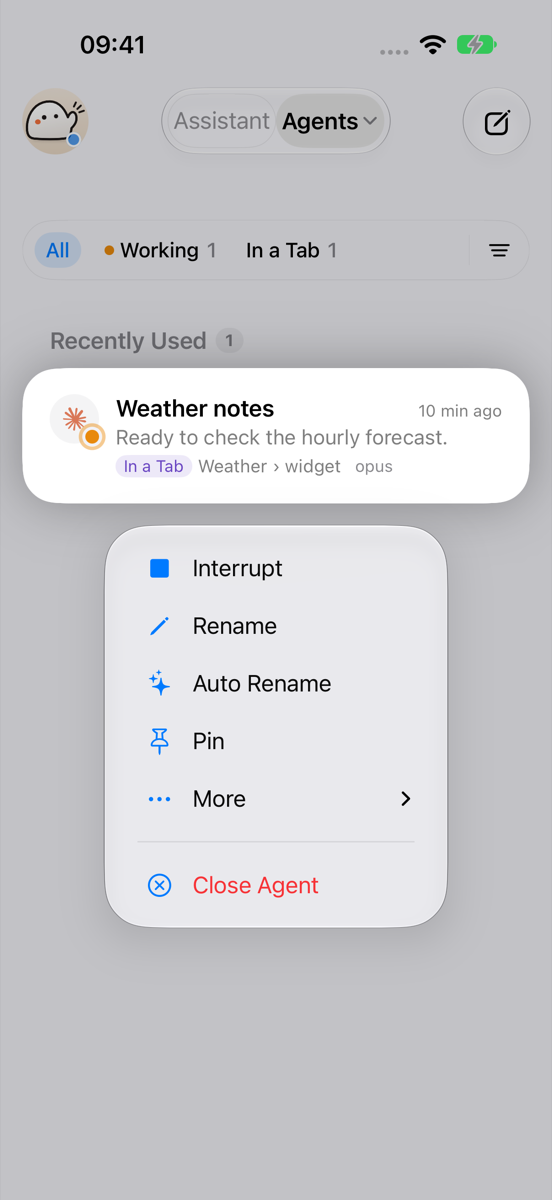 09:41
Assistant Agents
All Working 1 In a Tab 1
Recently Used 1
Weather notes 10 min ago
Ready to check the hourly forecast.
In a Tab Weather › widget opus
Interrupt
Rename
Auto Rename
Pin
More
Close Agent